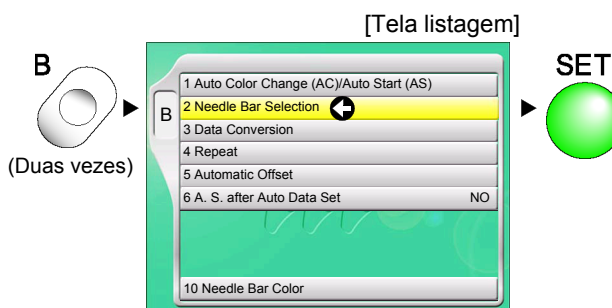 [Tela listagem]
B
(Duas vezes)
B
1 Auto Color Change (AC)/Auto Start (AS)
2 Needle Bar Selection
3 Data Conversion
4 Repeat
5 Automatic Offset
6 A. S. after Auto Data Set NO
10 Needle Bar Color
SET